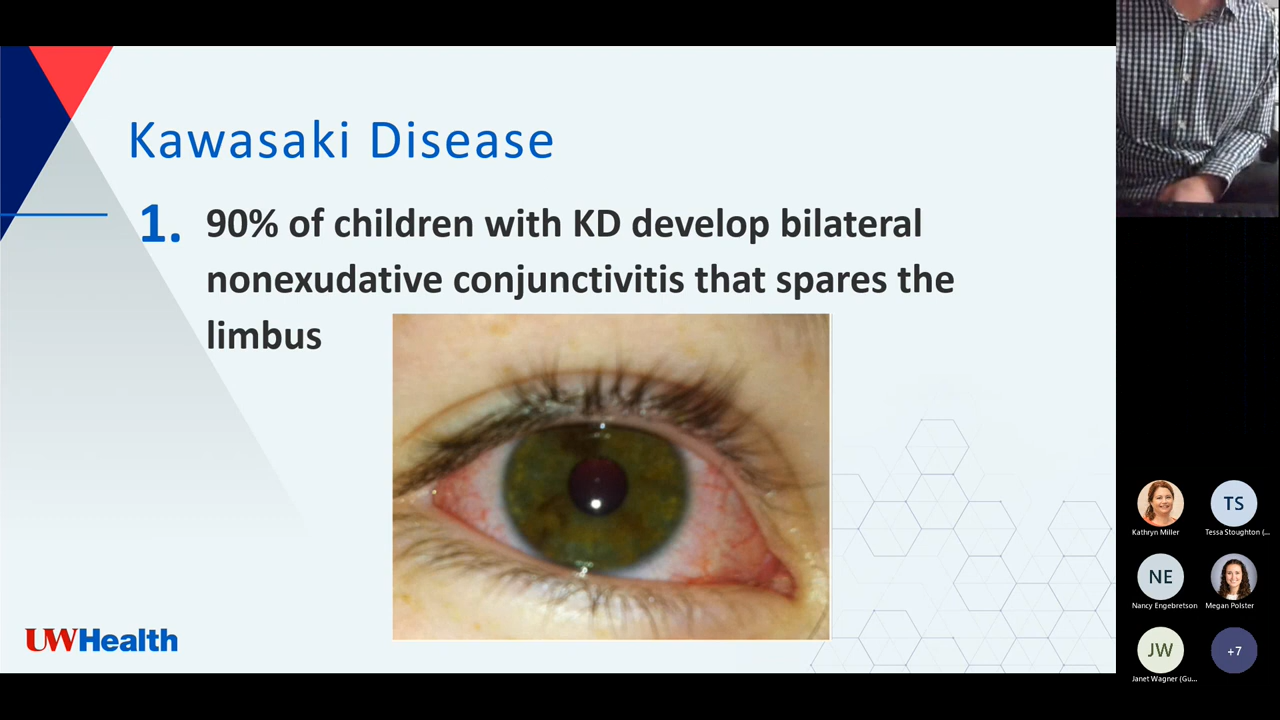 Kawasaki Disease
1. 90% of children with KD develop bilateral
nonexudative conjunctivitis that spares the
limbus
UWHealth
Kathryn Miller
TS
Tessa Stoughton (...
NE
Nancy Engebretson
Megan Polster
JW
Janet Wagner (Gu...
+7